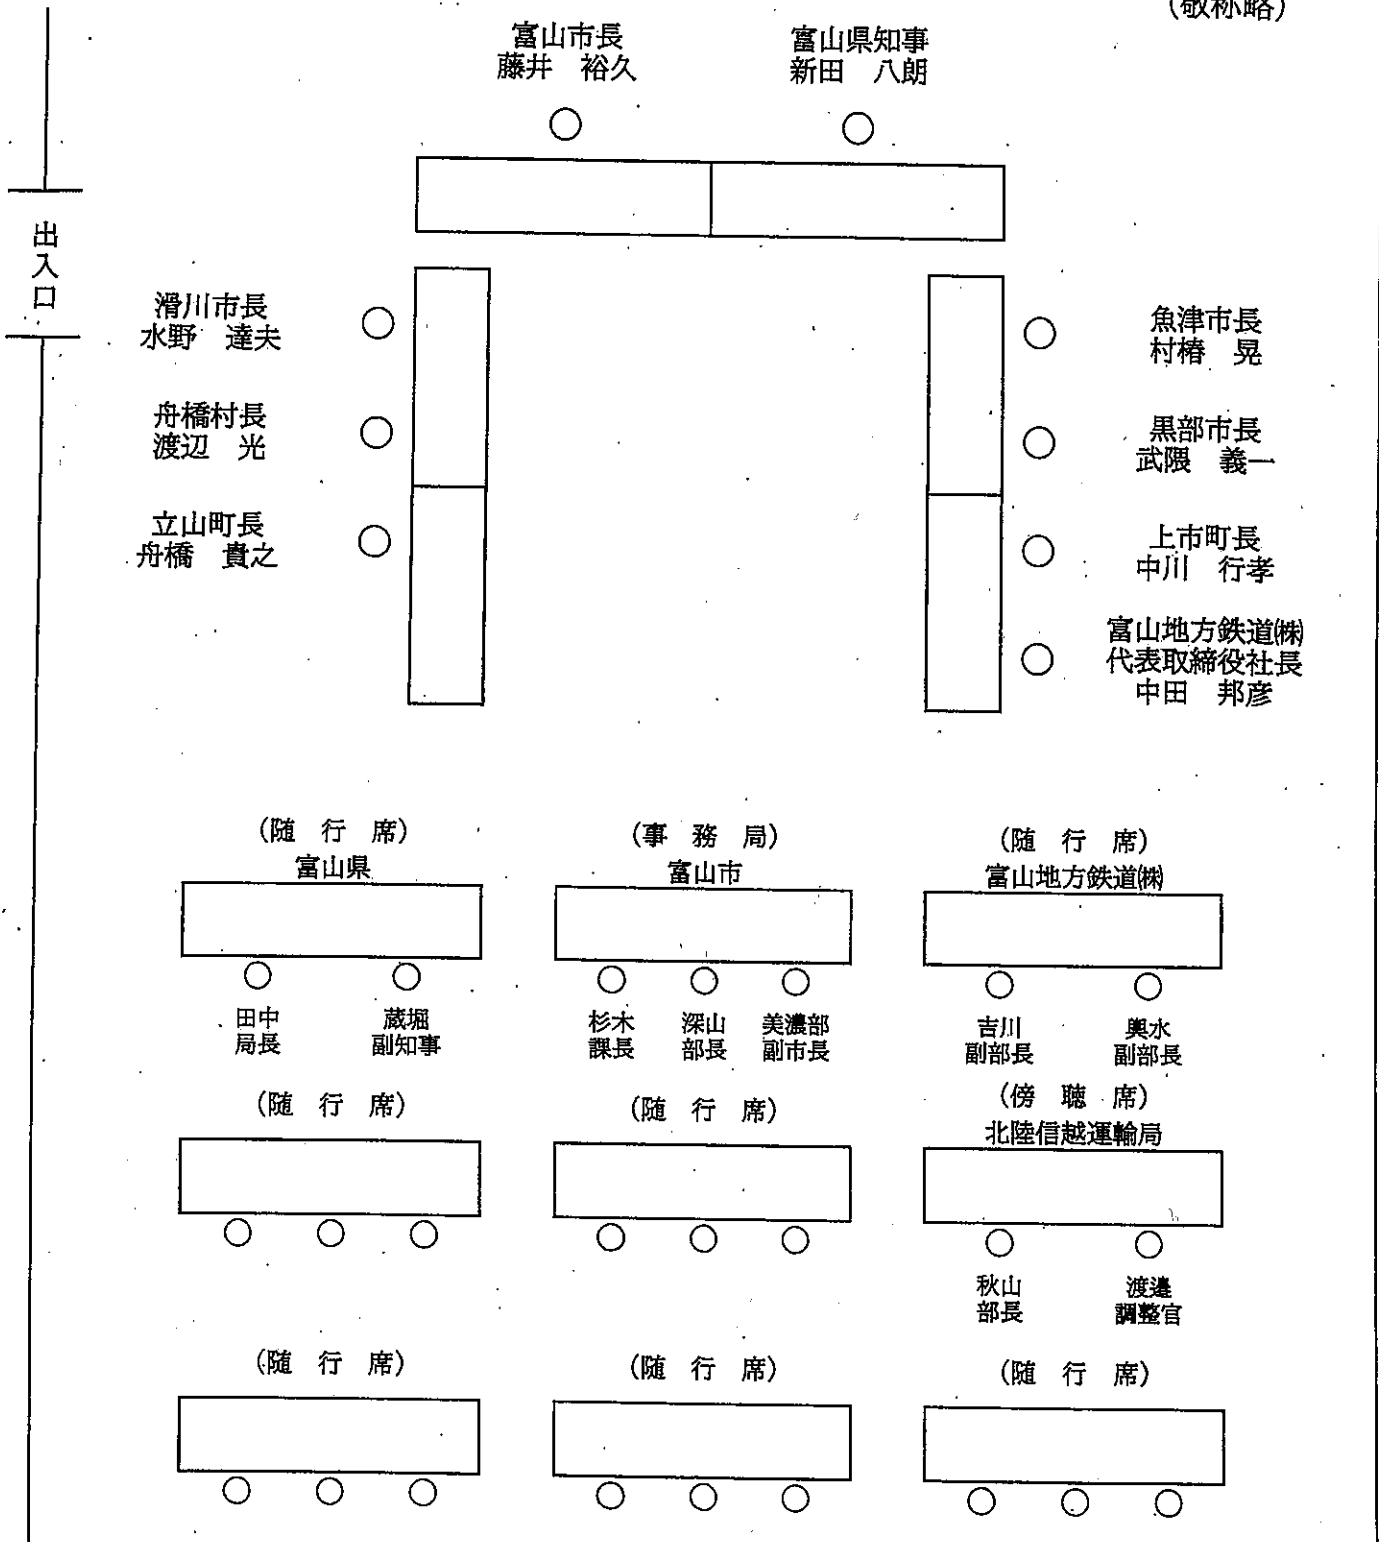 (敬称略)
富山市長
藤井 裕久
富山県知事
新田 八朗
出入口
滑川市長
水野 達夫
舟橋村長
渡辺 光
立山町長
舟橋 貴之
魚津市長
村椿 晃
黒部市長
武隈 義一
上市町長
中川 行孝
富山地方鉄道㈱
代表取締役社長
中田 邦彦
(随 行 席)
富山県
田中
局長
蔵堀
副知事
(事 務 局)
富山市
杉木
課長
深山
部長
美濃部
副市長
(随 行 席)
富山地方鉄道㈱
吉川
副部長
興水
副部長
(随 行 席)
(随 行 席)
(傍 聴 席)
北陸信越運輸局
秋山
部長
渡邉
調整官
(随 行 席)
(随 行 席)
(随 行 席)